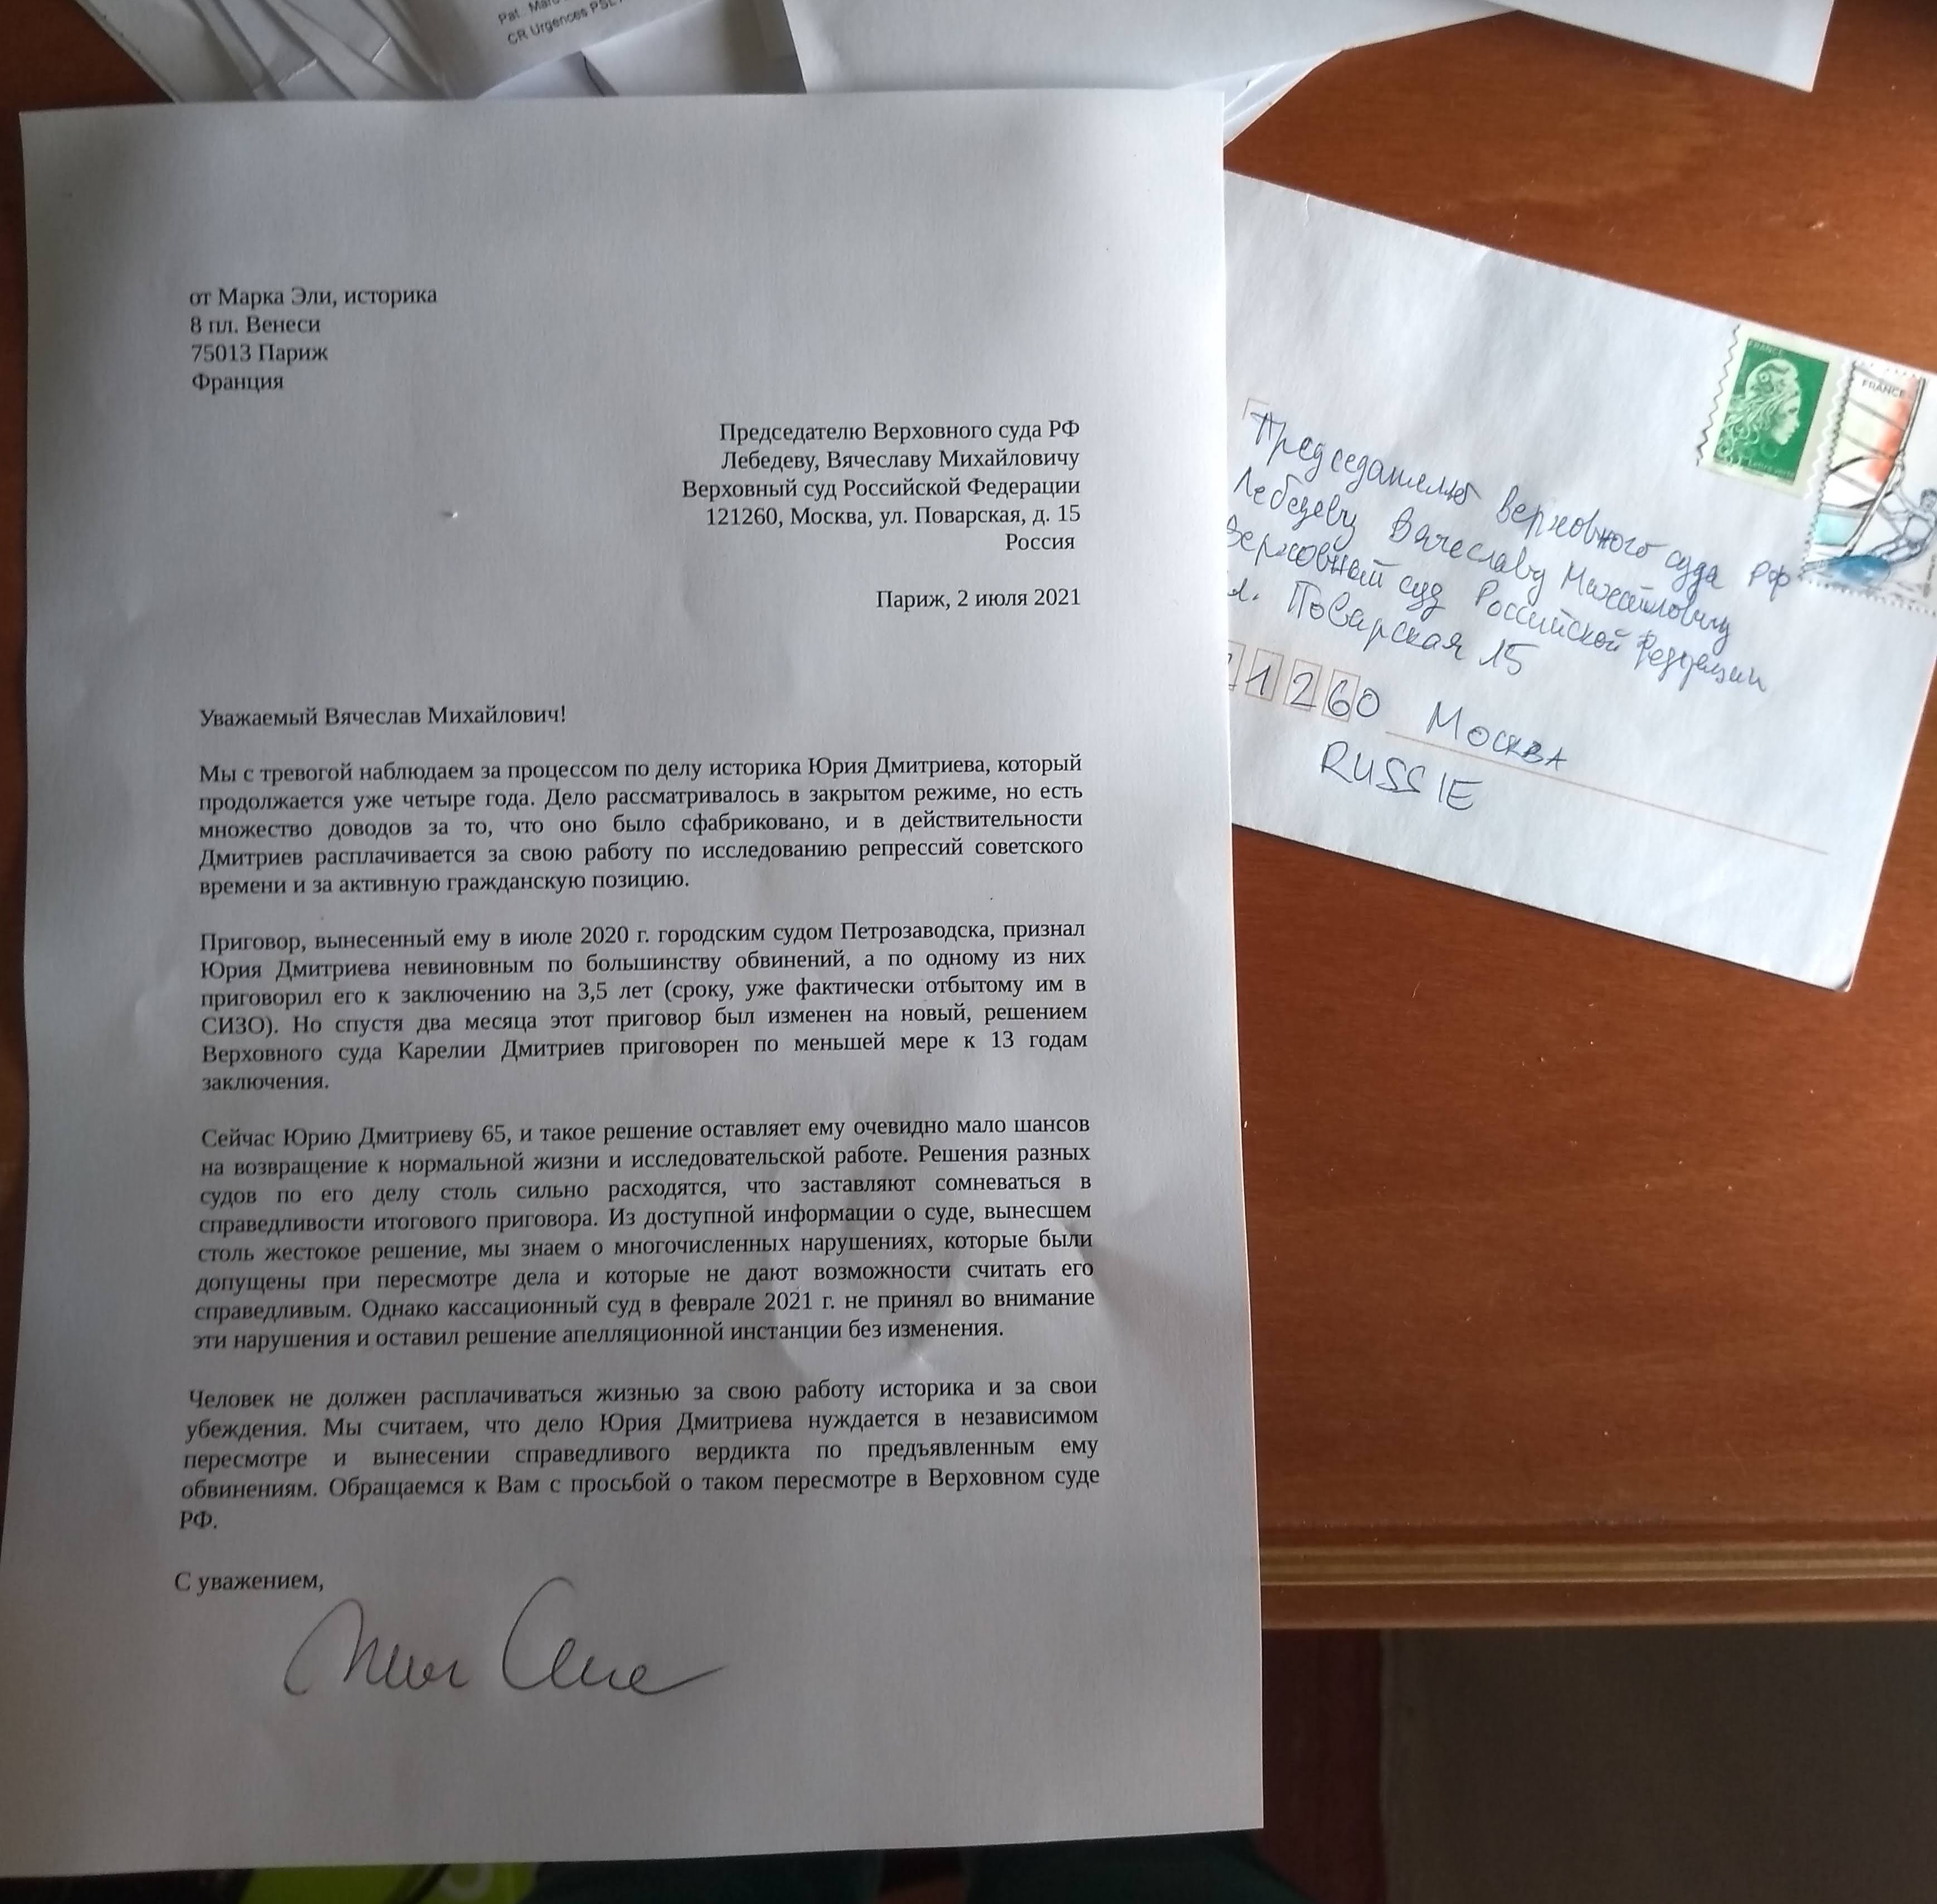 CR Urgences
от Марка Эли, историка
8 пл. Венеси
75013 Париж
Франция
Председателю Верховного суда РФ
Лебедеву, Вячеславу Михайловичу
Верховный суд Российской Федерации
121260, Москва, ул. Поварская, д. 15
Россия
Париж, 2 июля 2021
Уважаемый Вячеслав Михайлович!
Мы с тревогой наблюдаем за процессом по делу историка Юрия Дмитриева, который
продолжается уже четыре года. Дело рассматривалось в закрытом режиме, но есть
множество доводов за то, что оно было сфабриковано, и в действительности
Дмитриев расплачивается за свою работу по исследованию репрессий советского
времени и за активную гражданскую позицию.
Приговор, вынесенный ему в июле 2020 г. городским судом Петрозаводска, признал
Юрия Дмитриева невиновным по большинству обвинений, а по одному из них
приговорил его к заключению на 3,5 лет (сроку, уже фактически отбытому им в
СИЗО). Но спустя два месяца этот приговор был изменен на новый, решением
Верховного суда Карелии Дмитриев приговорен по меньшей мере к 13 годам
заключения.
Сейчас Юрию Дмитриеву 65, и такое решение оставляет ему очевидно мало шансов
на возвращение к нормальной жизни и исследовательской работе. Решения разных
судов по его делу столь сильно расходятся, что заставляют сомневаться в
справедливости итогового приговора. Из доступной информации о суде, вынесшем
столь жестокое решение, мы знаем о многочисленных нарушениях, которые были
допущены при пересмотре дела и которые не дают возможности считать его
справедливым. Однако кассационный суд в феврале 2021 г. не принял во внимание
эти нарушения и оставил решение апелляционной инстанции без изменения.
Человек не должен расплачиваться жизнью за свою работу историка и за свои
убеждения. Мы считаем, что дело Юрия Дмитриева нуждается в независимом
пересмотре и вынесении справедливого вердикта по предъявленным ему
обвинениям. Обращаемся к Вам с просьбой о таком пересмотре в Верховном суде
РФ.
С уважением,
FRANCE
Lettre verte
FRANCE
Председателю Верховного суда РФ
Лебедеву Вячеславу Михайловичу
Верховный суд Российской Федерации
Поварская 15
1260 Москва
RUSSIE